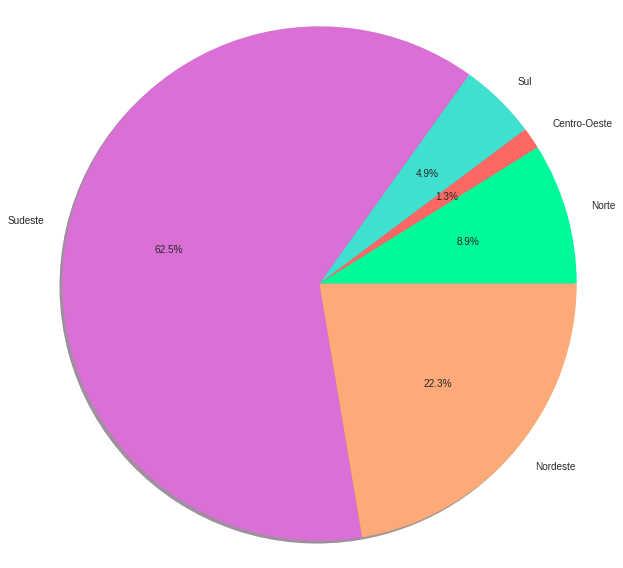 Sul
Centro-Oeste
4.9%
1.3%
Norte
Sudeste
8.9%
62.5%
22.3%
Nordeste